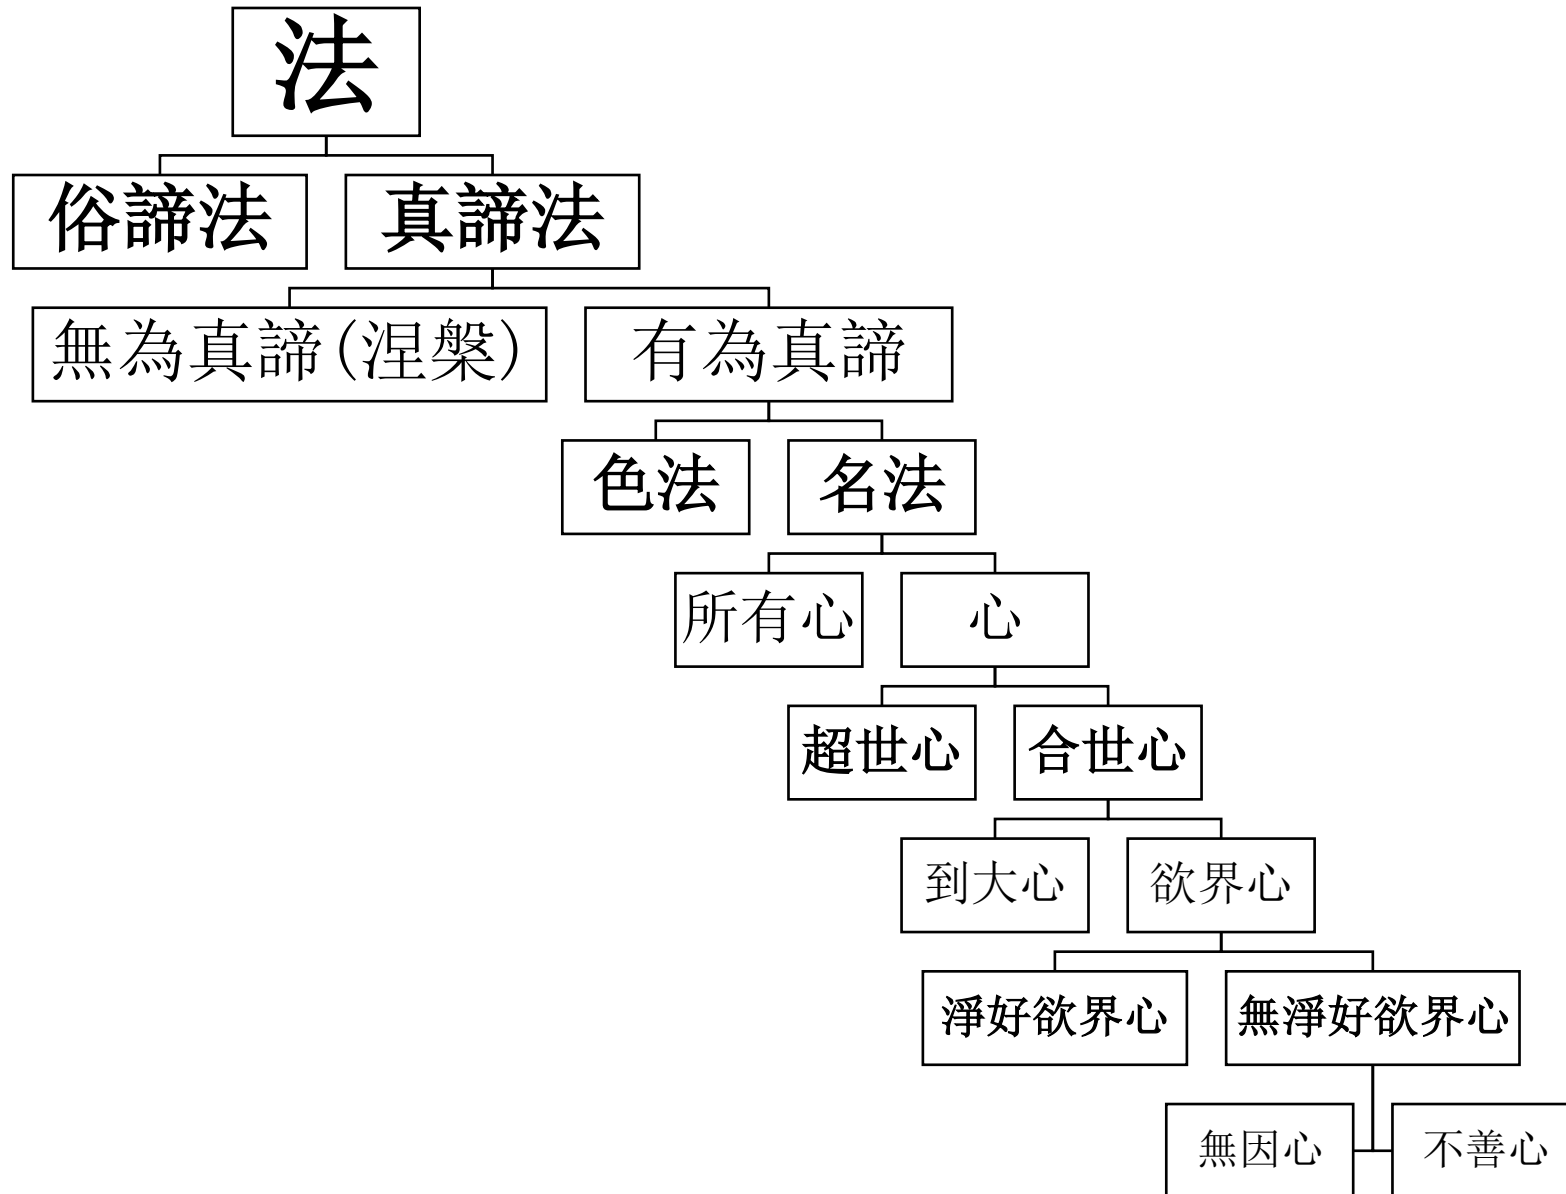 法
俗諦法
真諦法
無為真諦(涅槃)
有為真諦
色法
名法
所有心
心
超世心
合世心
到大心
欲界心
淨好欲界心
無淨好欲界心
無因心
不善心